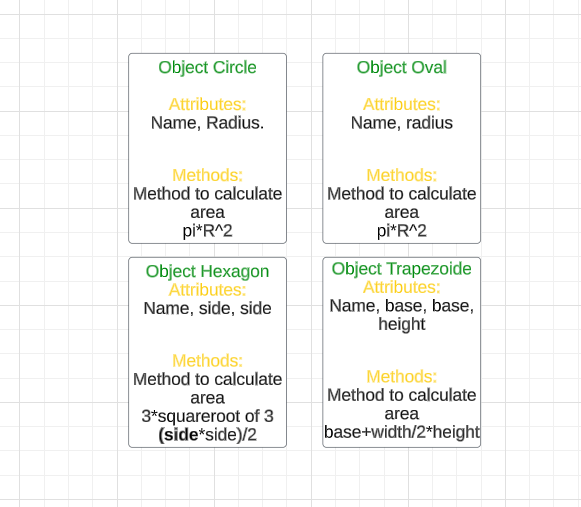 Object Circle
Attributes:
Name, Radius.
Methods:
Method to calculate
area
pi*R^2
Object Oval
Attributes:
Name, radius
Methods:
Method to calculate
area
pi*R^2
Object Hexagon
Attributes:
Name, side, side
Methods:
Method to calculate
area
3*squareroot of 3
(side*side)/2
Object Trapezoide
Attributes:
Name, base, base,
height
Methods:
Method to calculate
area
base+width/2*height